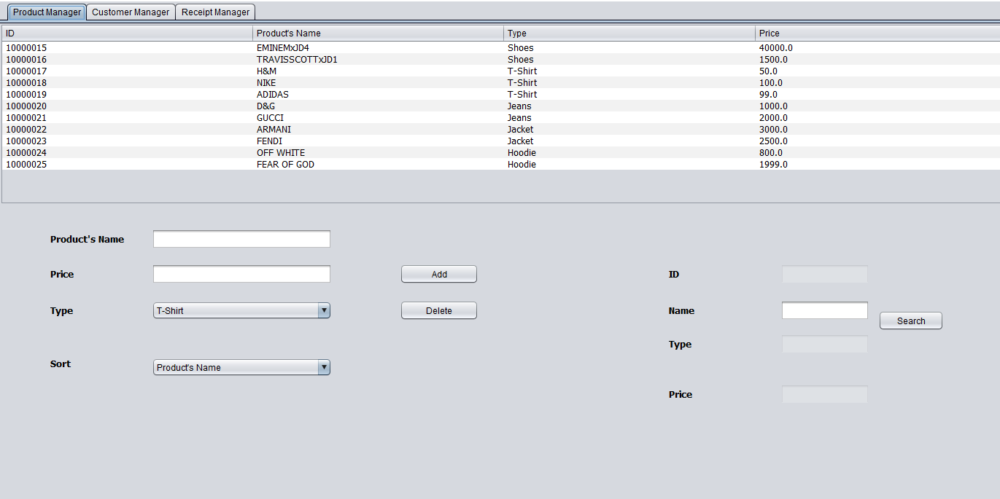 Product Manager Customer Manager Receipt Manager
ID Product's Name Type Price
10000015 EMINEMxJD4 Shoes 40000.0
10000016 TRAVISSCOTTxJD1 Shoes 1500.0
10000017 H&M T-Shirt 50.0
10000018 NIKE T-Shirt 100.0
10000019 ADIDAS T-Shirt 99.0
10000020 D&G Jeans 1000.0
10000021 GUCCI Jeans 2000.0
10000022 ARMANI Jacket 3000.0
10000023 FENDI Jacket 2500.0
10000024 OFF WHITE Hoodie 800.0
10000025 FEAR OF GOD Hoodie 1999.0
Product's Name
Price Add ID
Type T-Shirt Delete Name
Search
Type
Sort Product's Name
Price